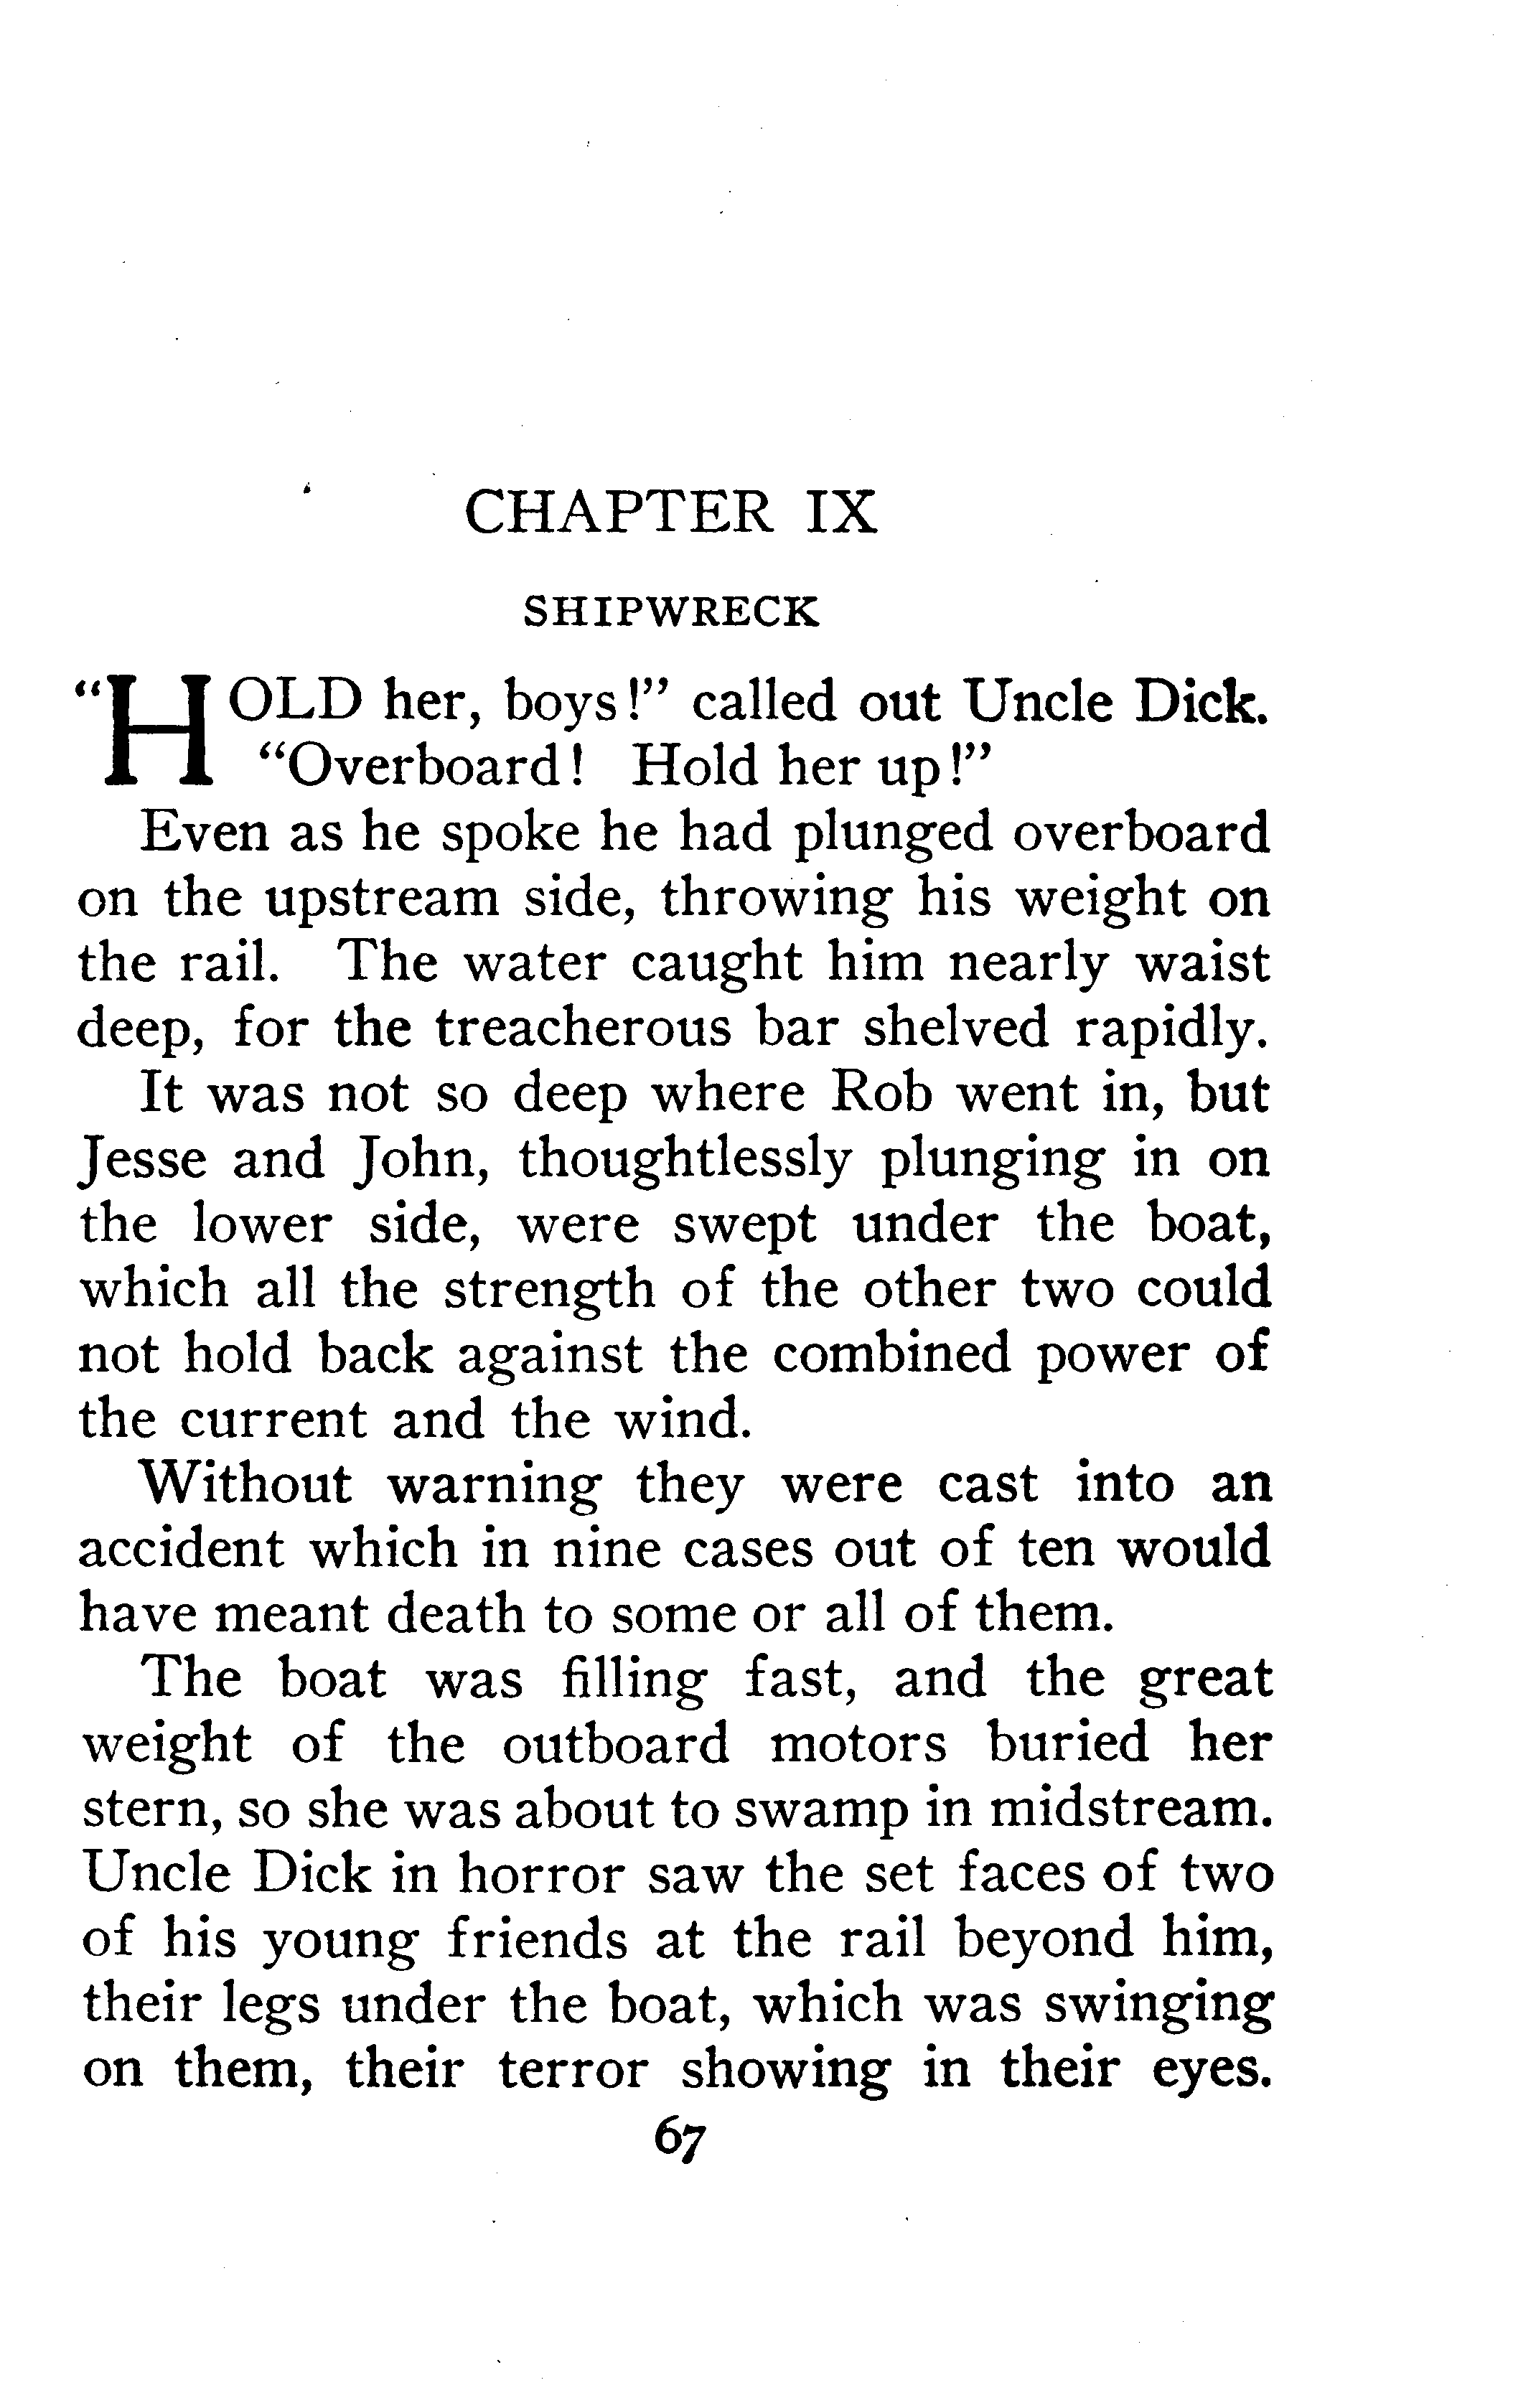 CHAPTER IX
SHIPWRECK
"HOLD her, boys!" called out Uncle Dick.
"Overboard! Hold her up!"
Even as he spoke he had plunged overboard
on the upstream side, throwing his weight on
the rail. The water caught him nearly waist
deep, for the treacherous bar shelved rapidly.
It was not so deep where Rob went in, but
Jesse and John, thoughtlessly plunging in on
the lower side, were swept under the boat,
which all the strength of the other two could
not hold back against the combined power of
the current and the wind.
Without warning they were cast into an
accident which in nine cases out of ten would
have meant death to some or all of them.
The boat was filling fast, and the great
weight of the outboard motors buried her
stern, so she was about to swamp in midstream.
Uncle Dick in horror saw the set faces of two
of his young friends at the rail beyond him,
their legs under the boat, which was swinging
on them, their terror showing in their eyes.
67